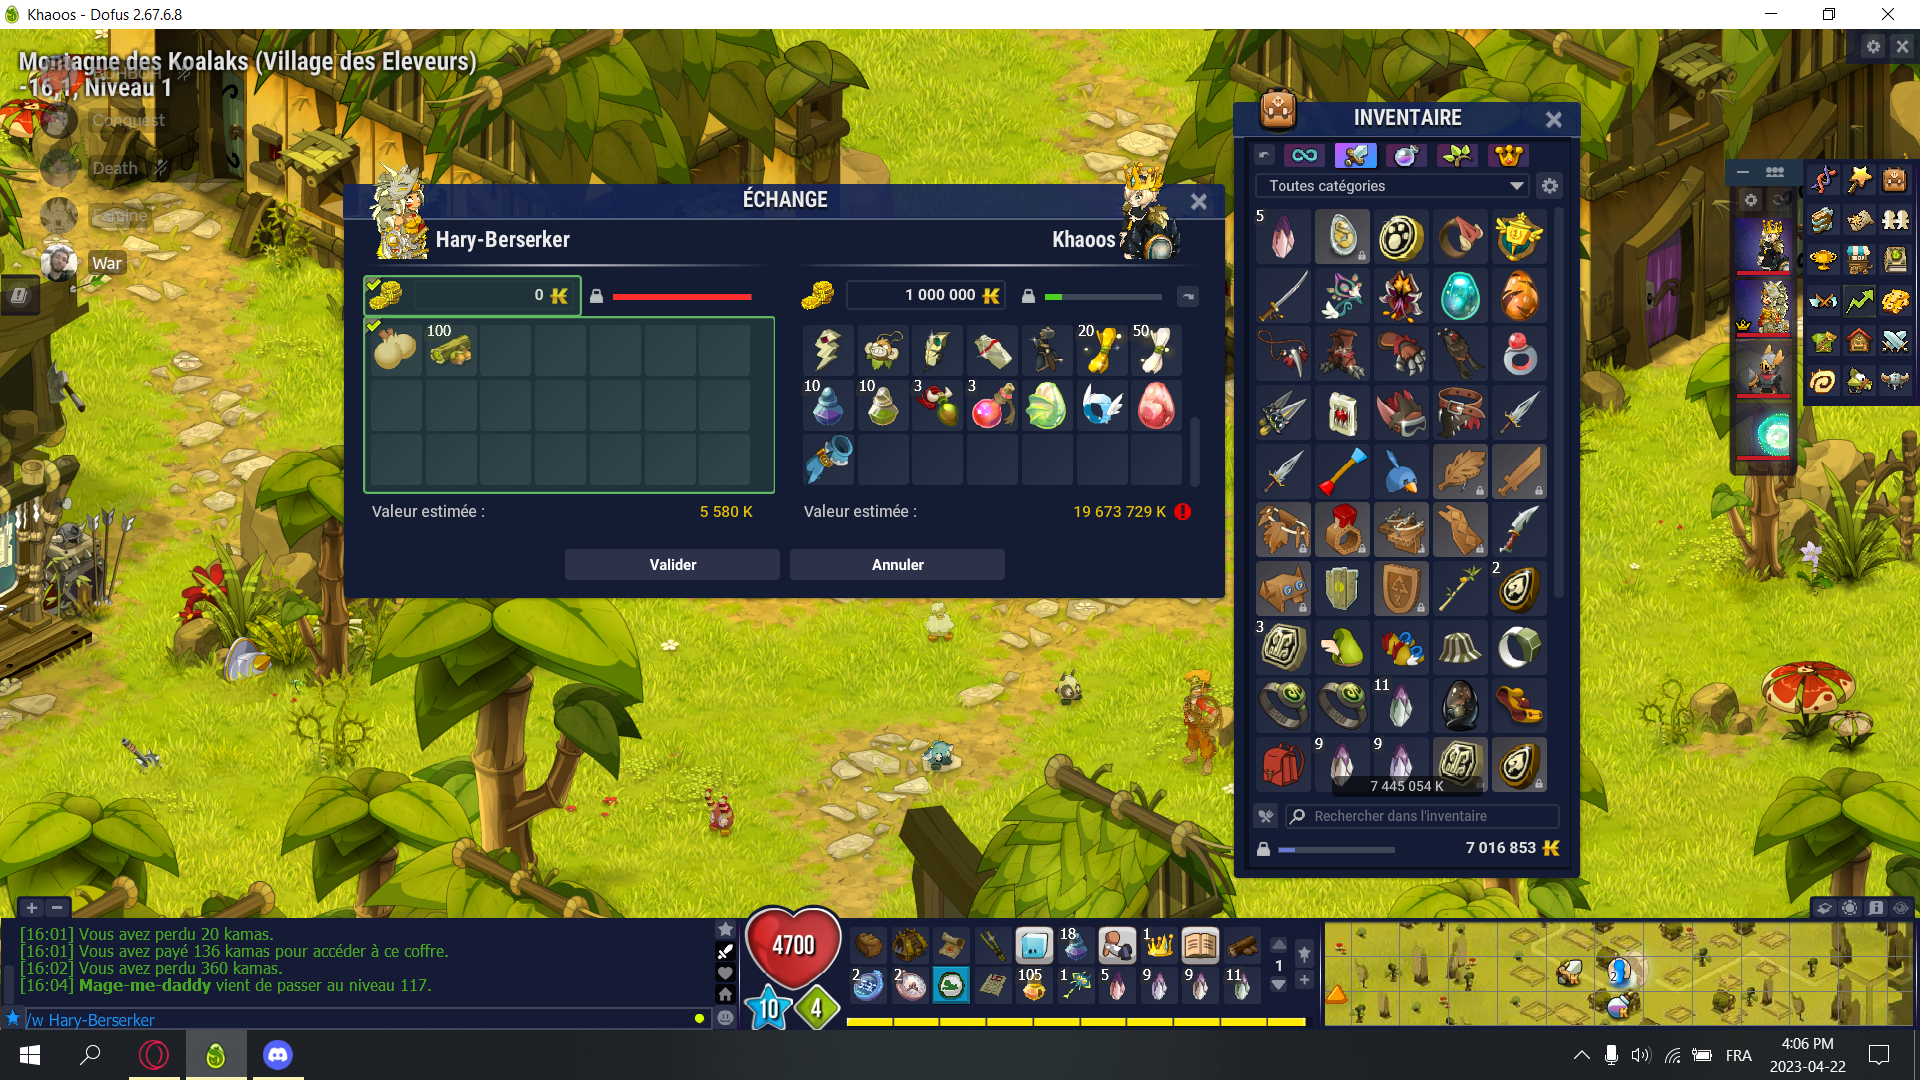 Khaoos - Dofus 2.67.6.8
Montagne des Koalaks (Village des Eleveurs)
-16,1, Niveau 1
Conquest
Death
War
ÉCHANGE
Hary-Berserker
Khaoos
0
1 000 000
100
20
50
10
10
3
3
Valeur estimée :
5 580 K
Valeur estimée :
19 673 729 K
Valider
Annuler
INVENTAIRE
Toutes catégories
5
2
3
11
9
9
7 445 054 K
Rechercher dans l'inventaire
7 016 853
[16:01] Vous avez perdu 20 kamas.
[16:01] Vous avez payé 136 kamas pour accéder à ce coffre.
[16:02] Vous avez perdu 360 kamas.
[16:04] Mage-me-daddy vient de passer au niveau 117.
/w Hary-Berserker
4700
10
4
18
1
2
2
105
1
5
9
9
11
1
2
FRA
4:06 PM
2023-04-22